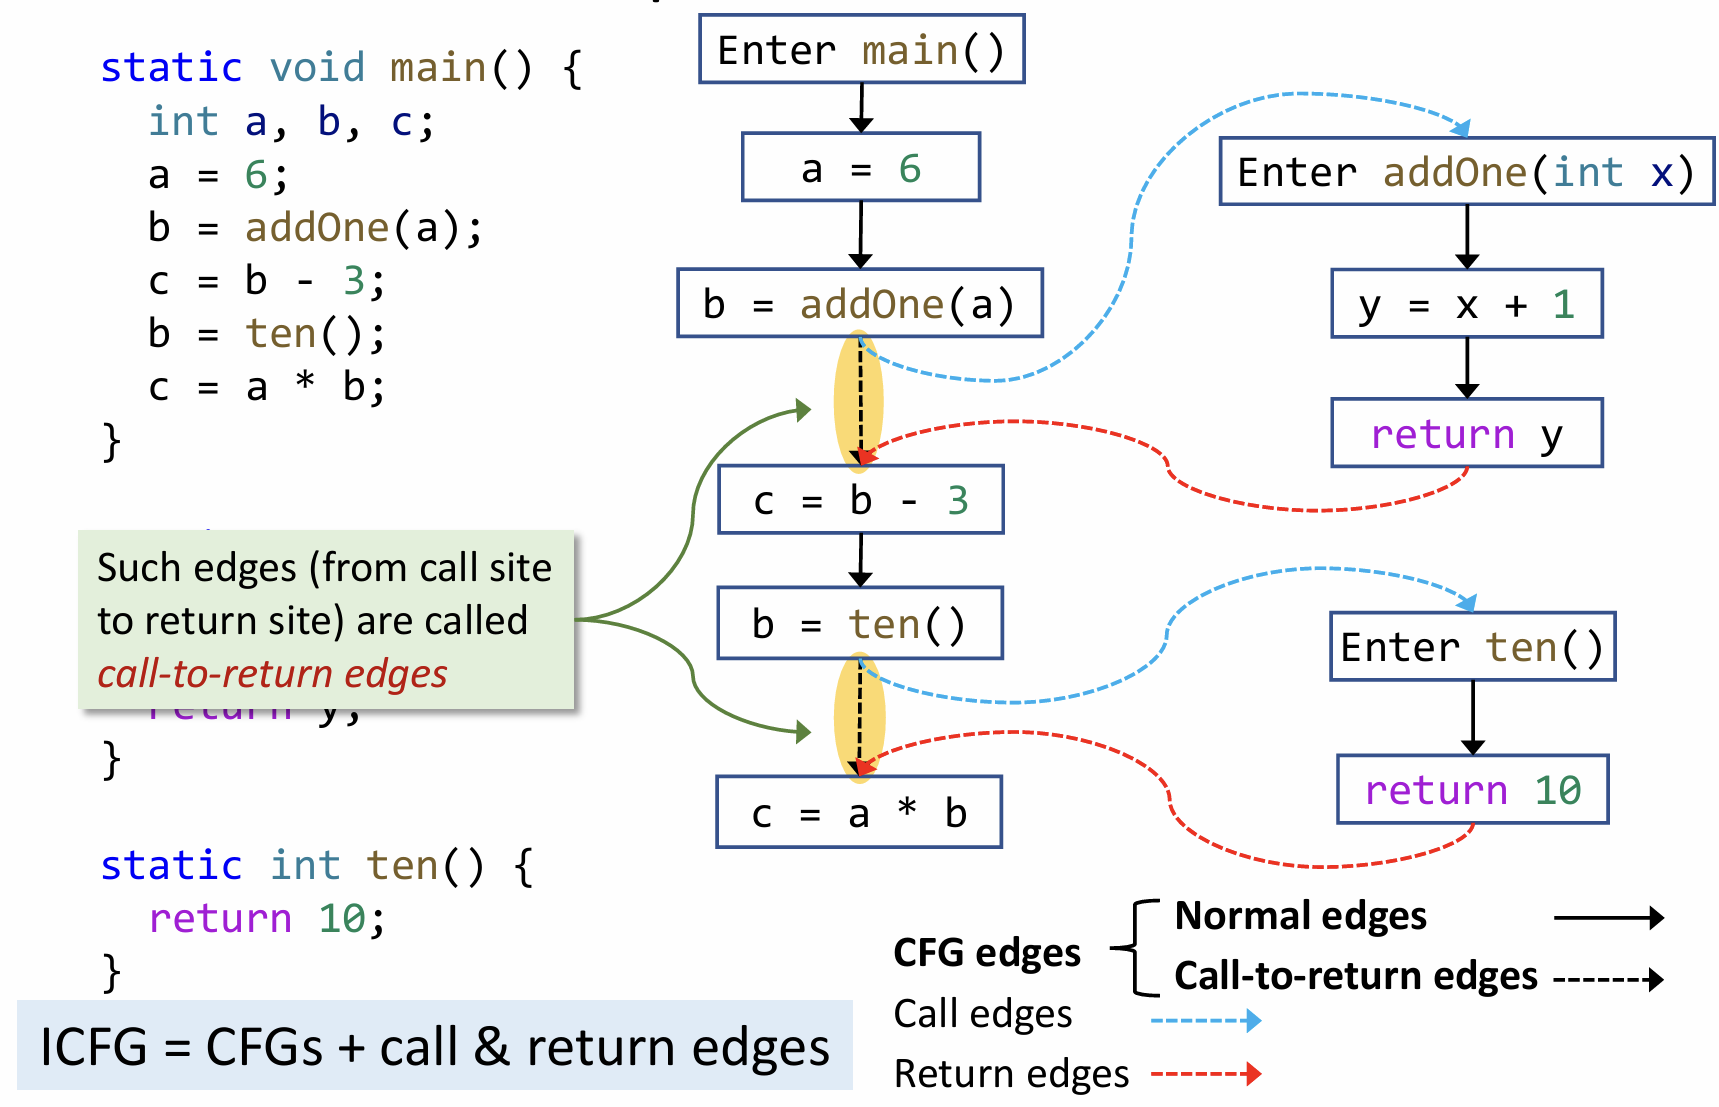 static void main() {
int a, b, c;
a = 6;
b = addOne(a);
c = b - 3;
b = ten();
c = a * b;
}
Such edges (from call site
to return site) are called
call-to-return edges
return y;
}
static int ten() {
return 10;
}
ICFG = CFGs + call & return edges
Enter main()
a = 6
b = addOne(a)
c = b - 3
b = ten()
c = a * b
Enter addOne(int x)
y = x + 1
return y
Enter ten()
return 10
CFG edges
Normal edges
Call-to-return edges
Call edges
Return edges